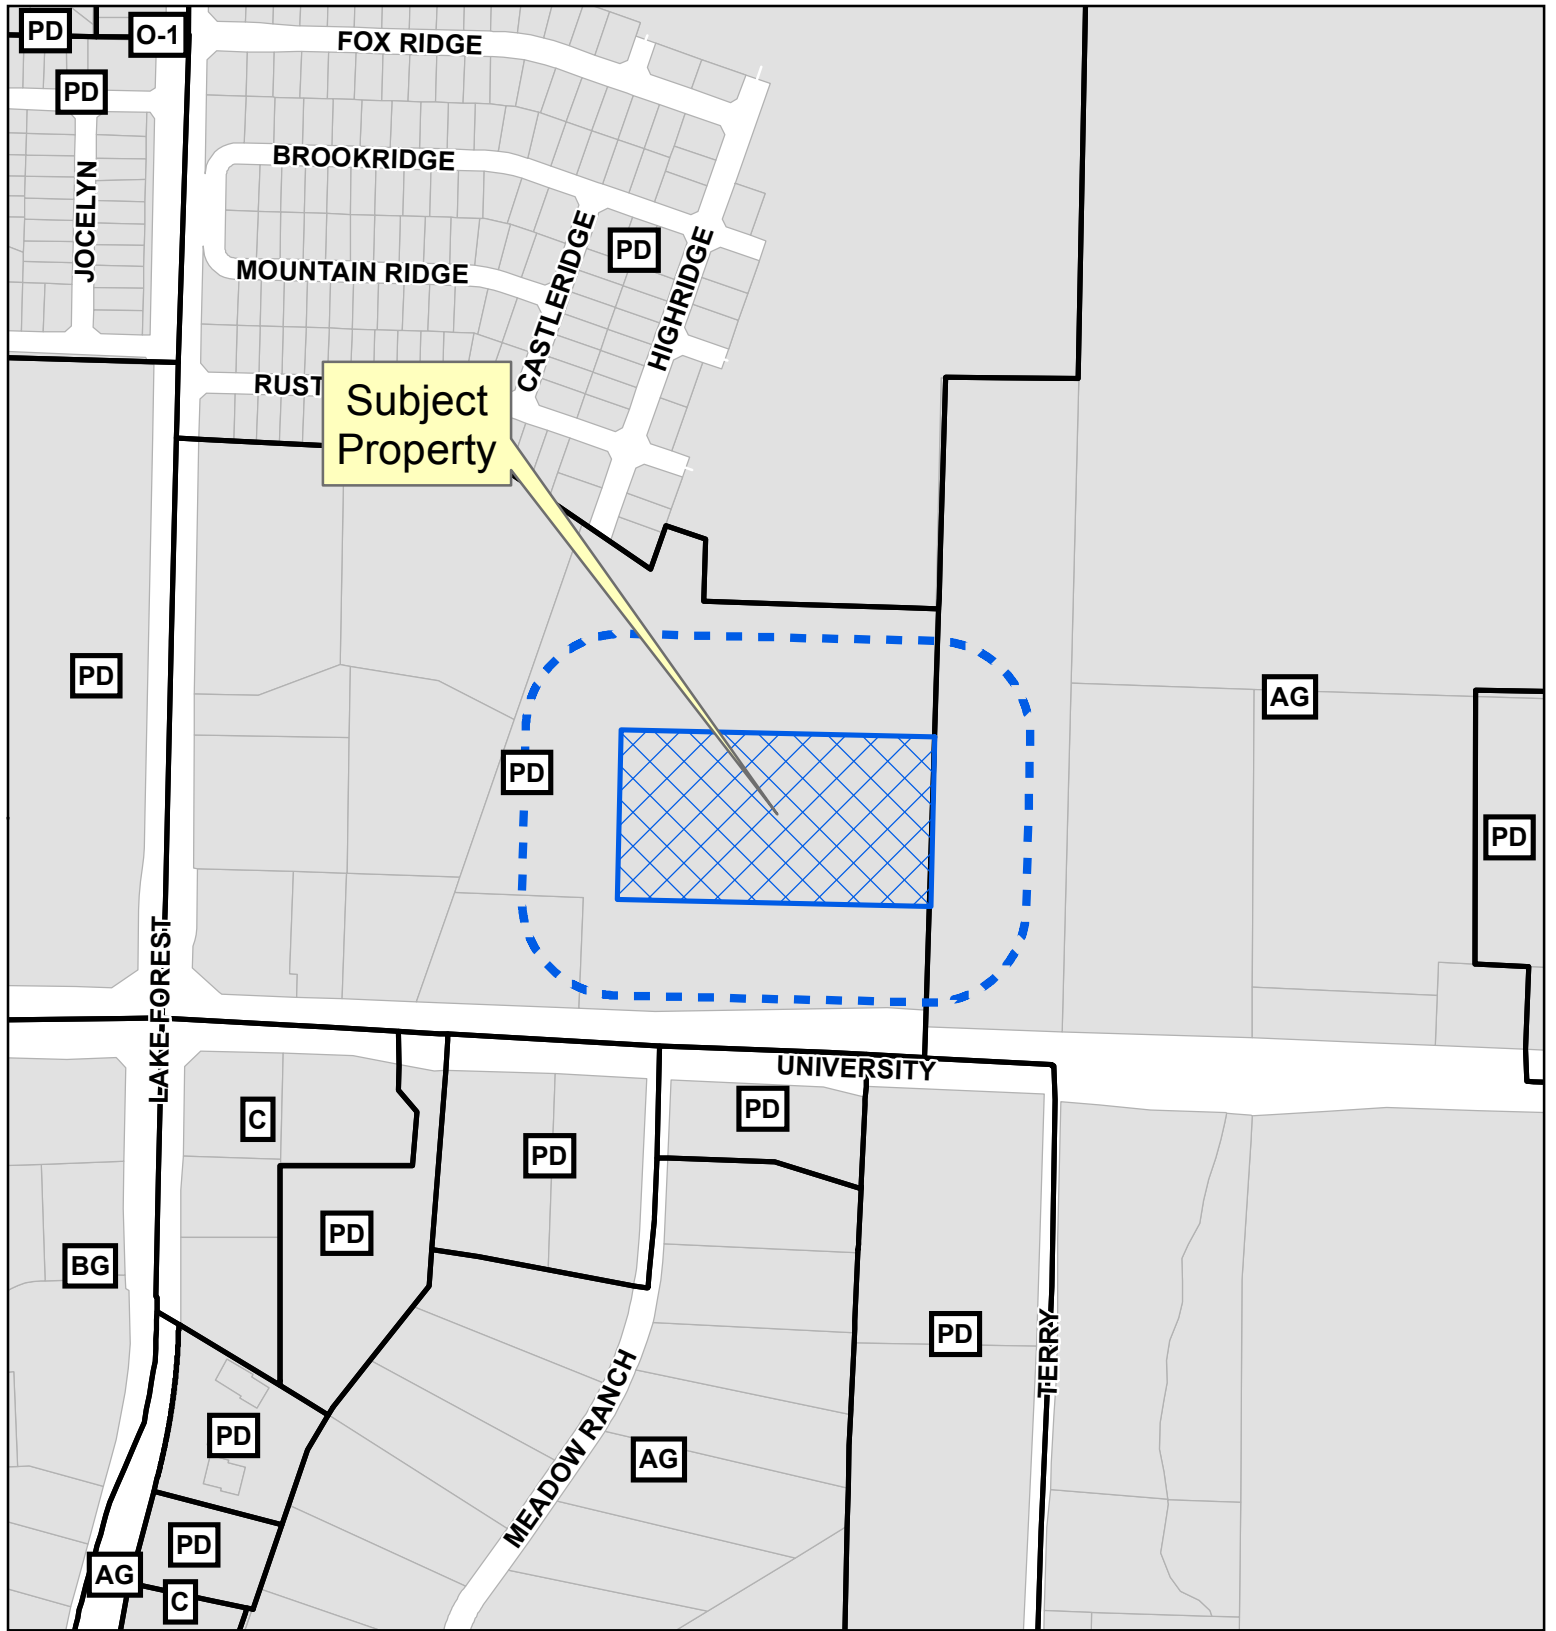 PD
O-1
FOX RIDGE
PD
JOCELYN
BROOKRIDGE
CASTLERIDGE
PD
HIGHRIDGE
MOUNTAIN RIDGE
RUST
Subject
Property
PD
AG
PD
PD
LAKE FOREST
UNIVERSITY
C
PD
PD
PD
BG
PD
TERRY
MEADOW RANCH
PD
AG
PD
AG
C